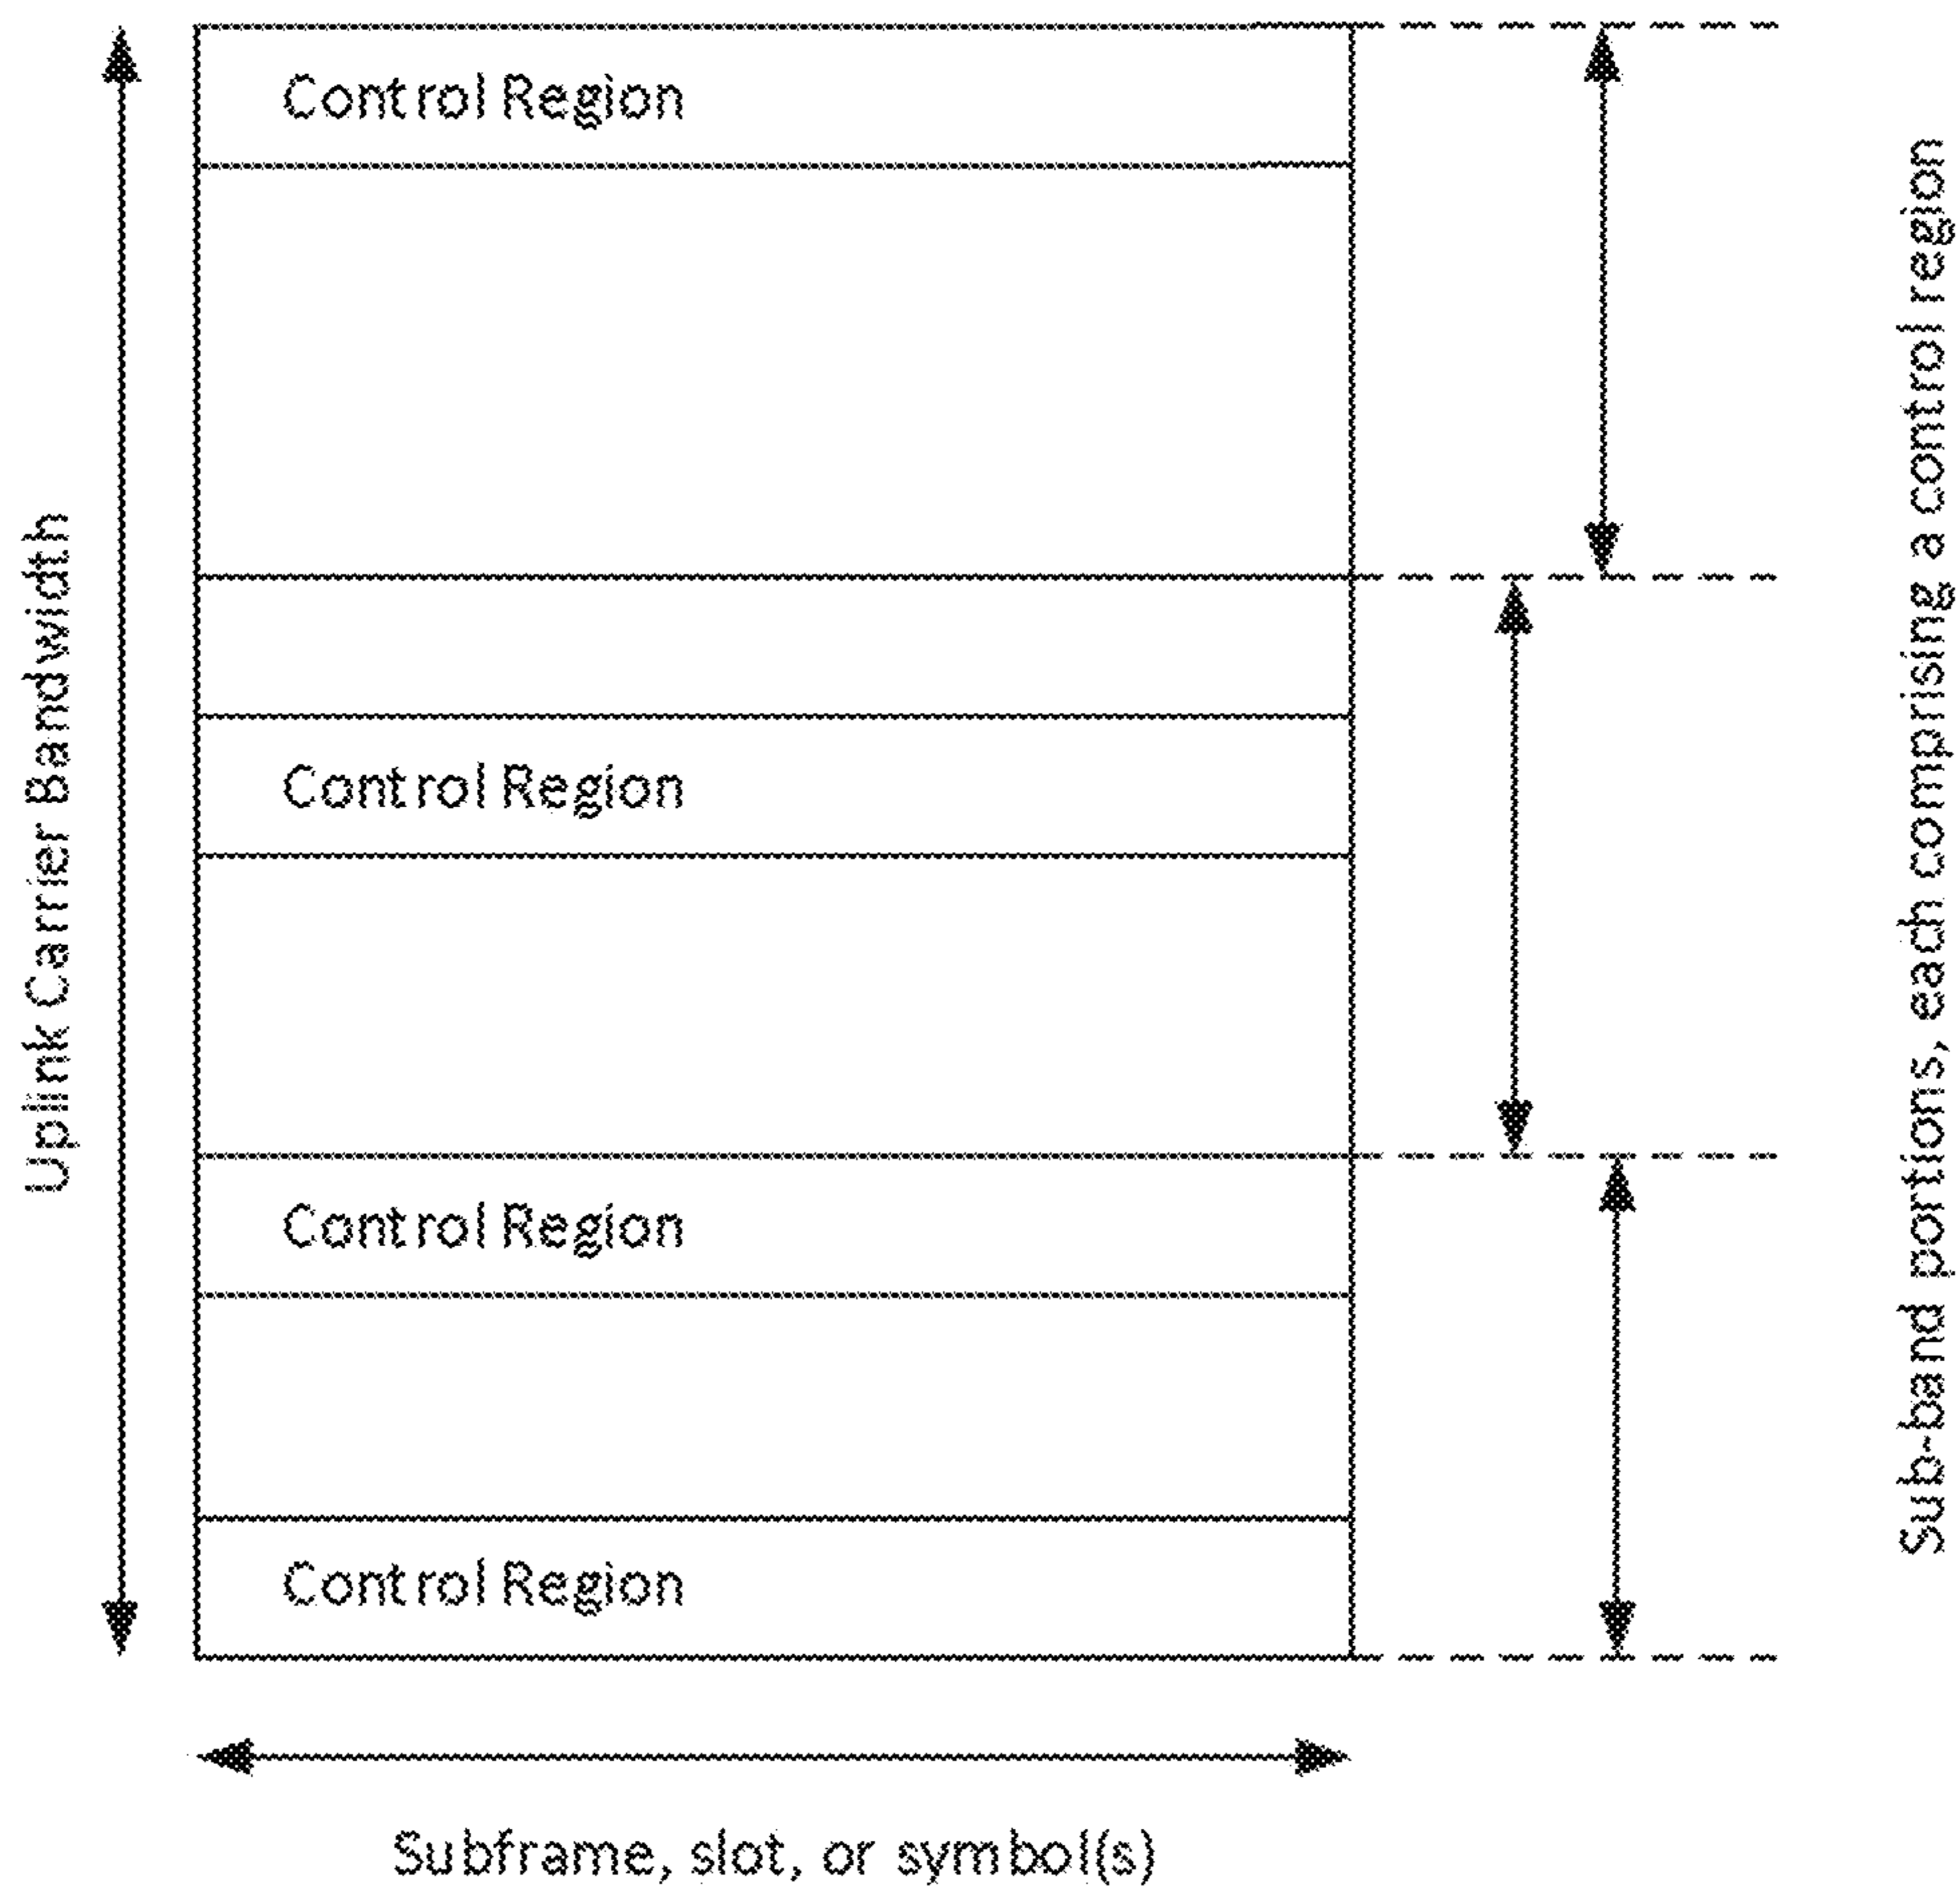 Uplink Carrier Bandwidth
Control Region
Control Region
Control Region
Control Region
Sub-band portions, each comprising a control region
Subframe, slot, or symbol(s)